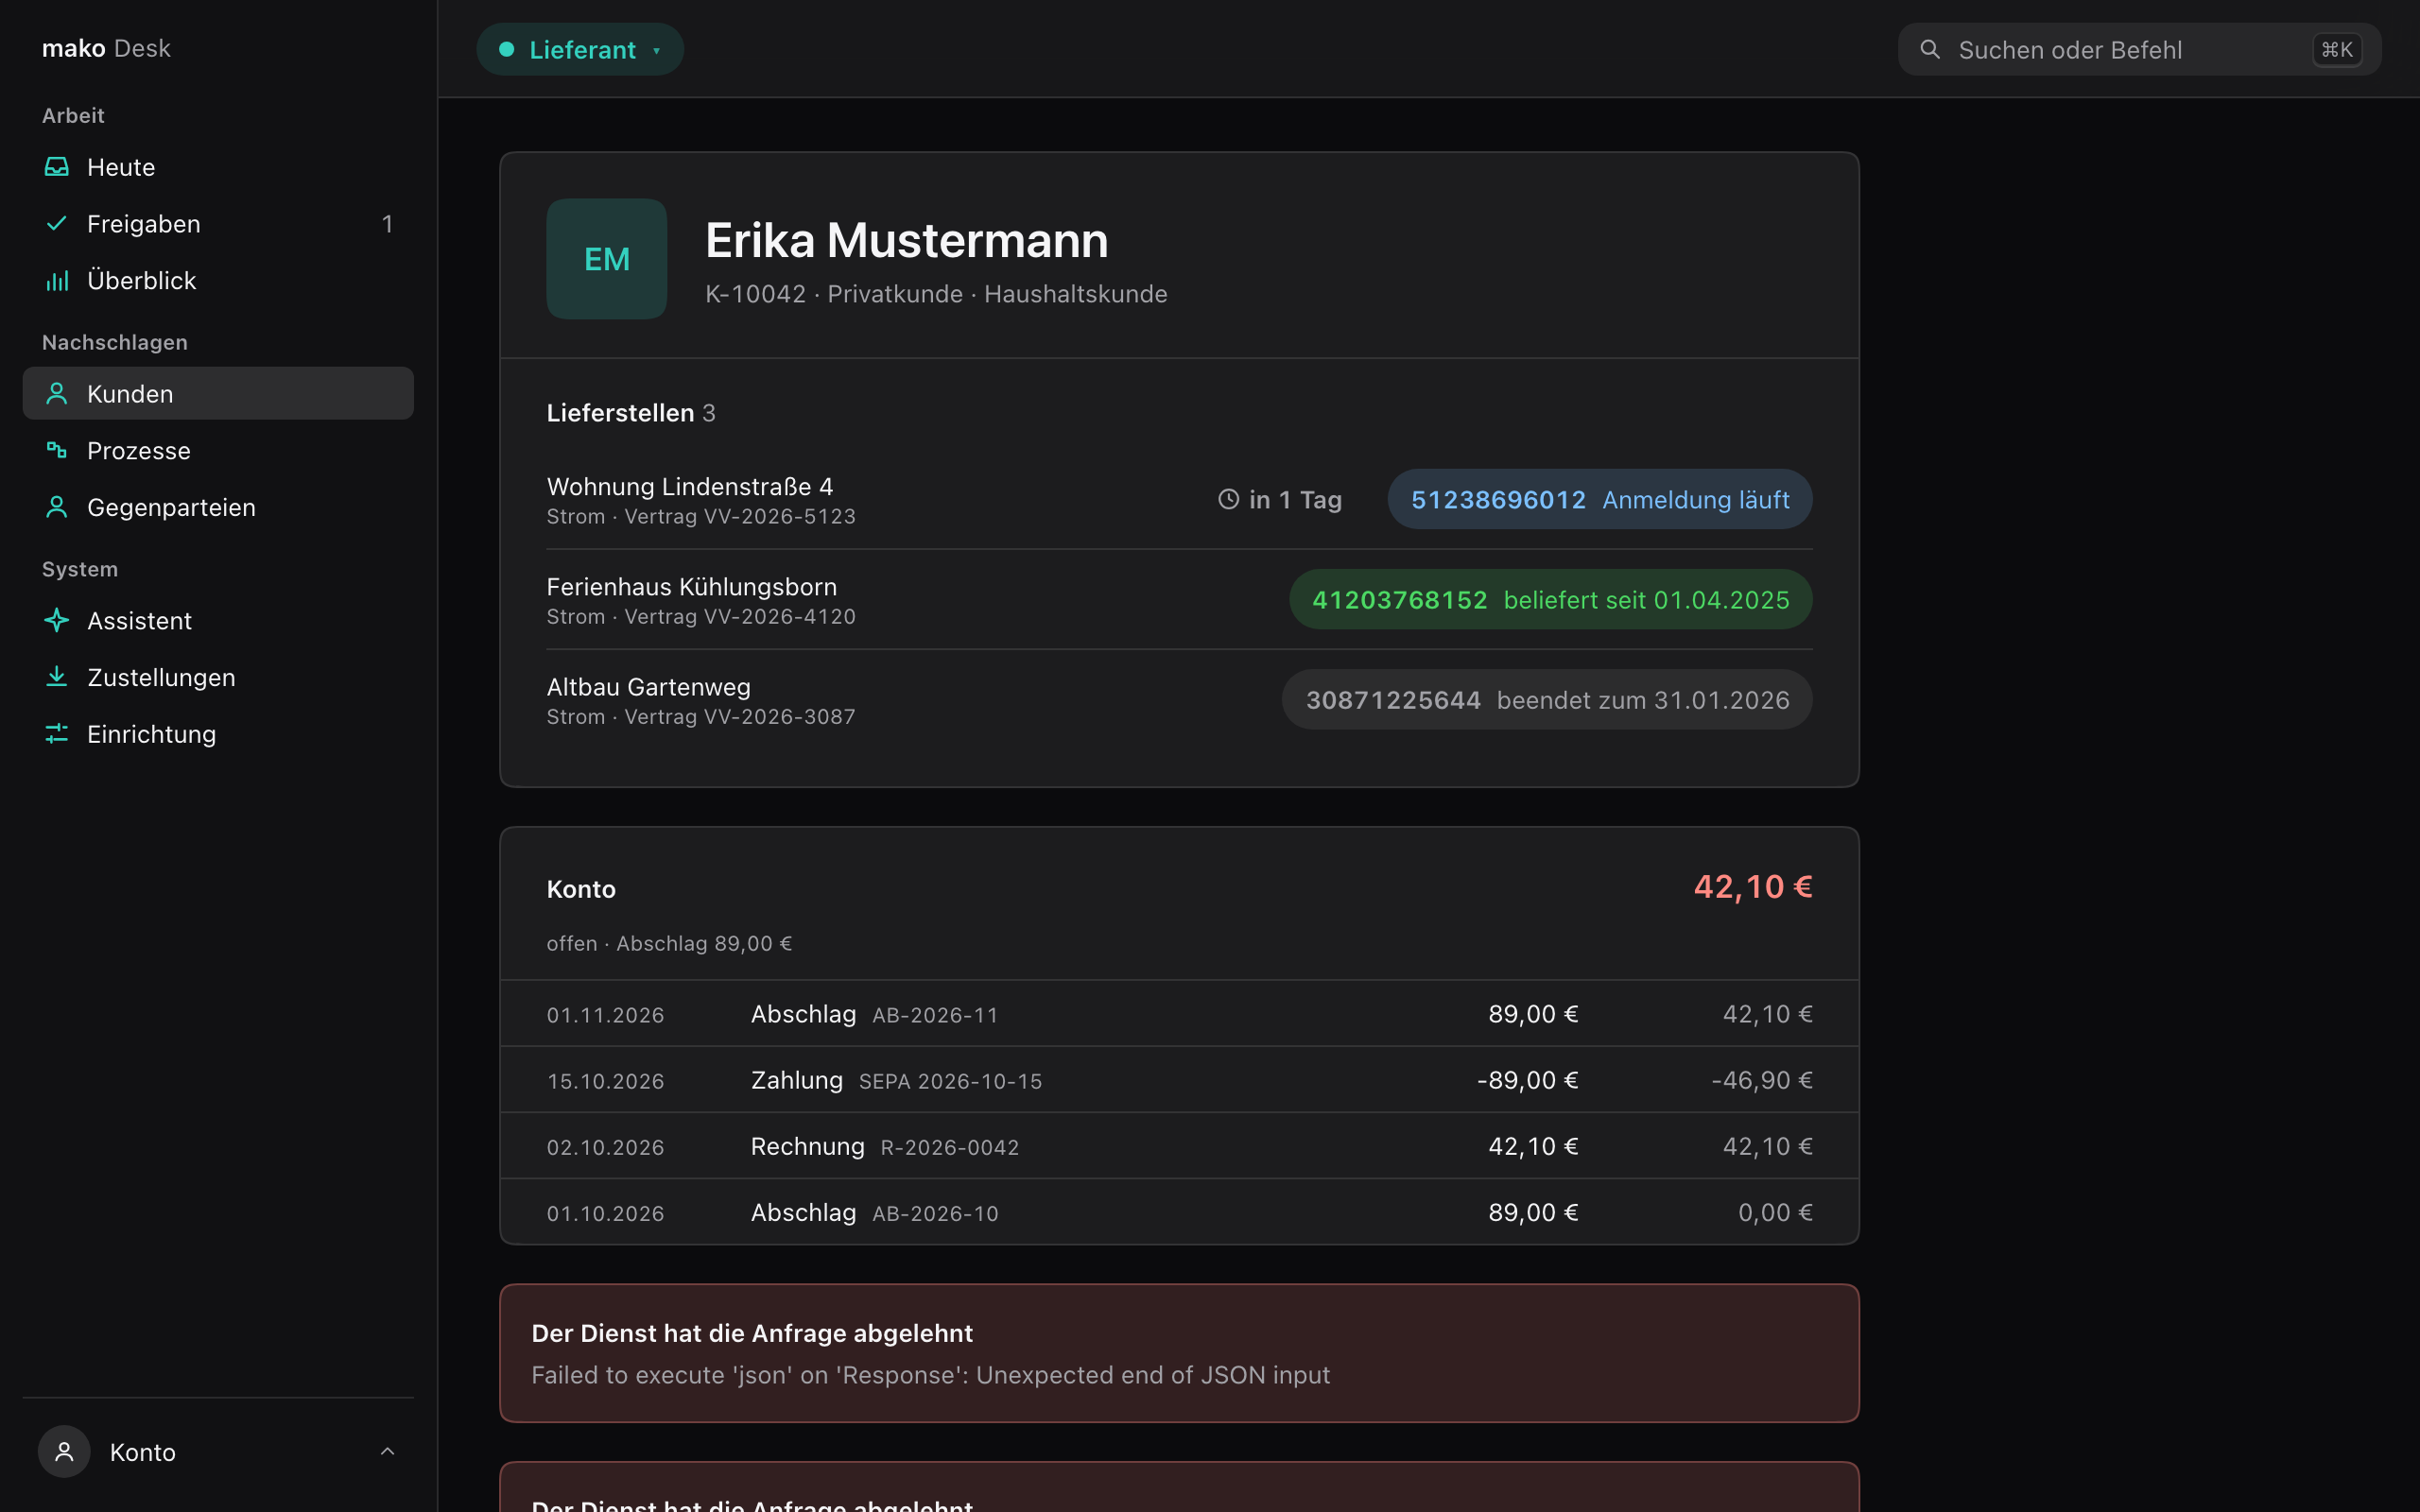 mako Desk
Arbeit
Heute
Freigaben 1
Überblick
Nachschlagen
Kunden
Prozesse
Gegenparteien
System
Assistent
Zustellungen
Einrichtung
Konto
Lieferant
Suchen oder Befehl ⌘K
EM
Erika Mustermann
K-10042 · Privatkunde · Haushaltskunde
Lieferstellen 3
Wohnung Lindenstraße 4
Strom · Vertrag VV-2026-5123
in 1 Tag
51238696012 Anmeldung läuft
Ferienhaus Kühlungsborn
Strom · Vertrag VV-2026-4120
41203768152 beliefert seit 01.04.2025
Altbau Gartenweg
Strom · Vertrag VV-2026-3087
30871225644 beendet zum 31.01.2026
Konto 42,10 €
offen · Abschlag 89,00 €
01.11.2026 Abschlag AB-2026-11 89,00 € 42,10 €
15.10.2026 Zahlung SEPA 2026-10-15 -89,00 € -46,90 €
02.10.2026 Rechnung R-2026-0042 42,10 € 42,10 €
01.10.2026 Abschlag AB-2026-10 89,00 € 0,00 €
Der Dienst hat die Anfrage abgelehnt
Failed to execute 'json' on 'Response': Unexpected end of JSON input
Der Dienst hat die Anfrage abgelehnt